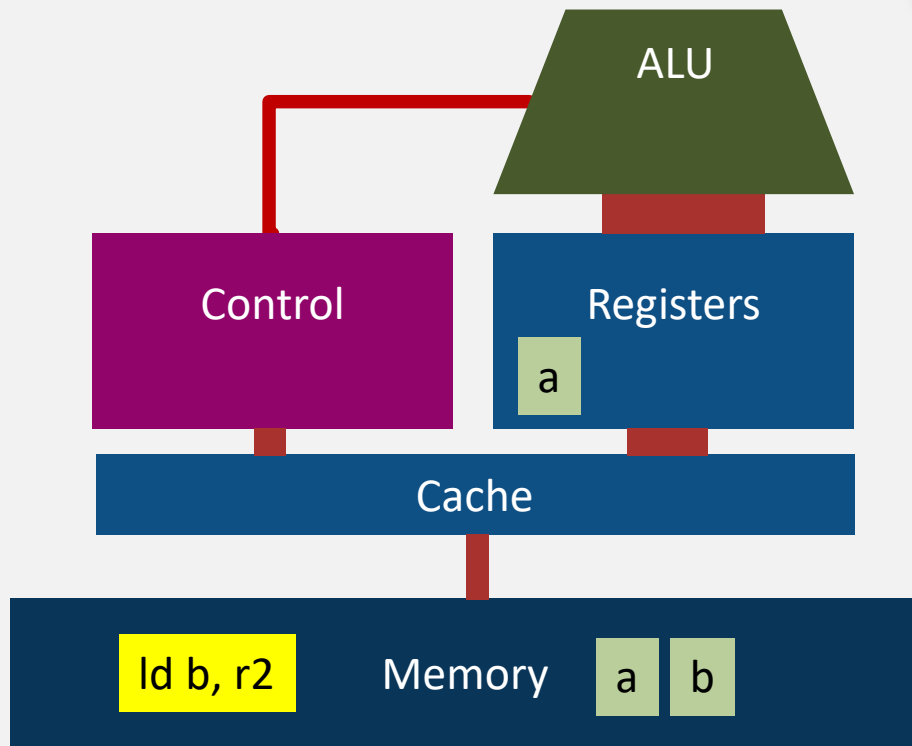 ALU
Control
Registers
a
Cache
ld b, r2
Memory
a
b